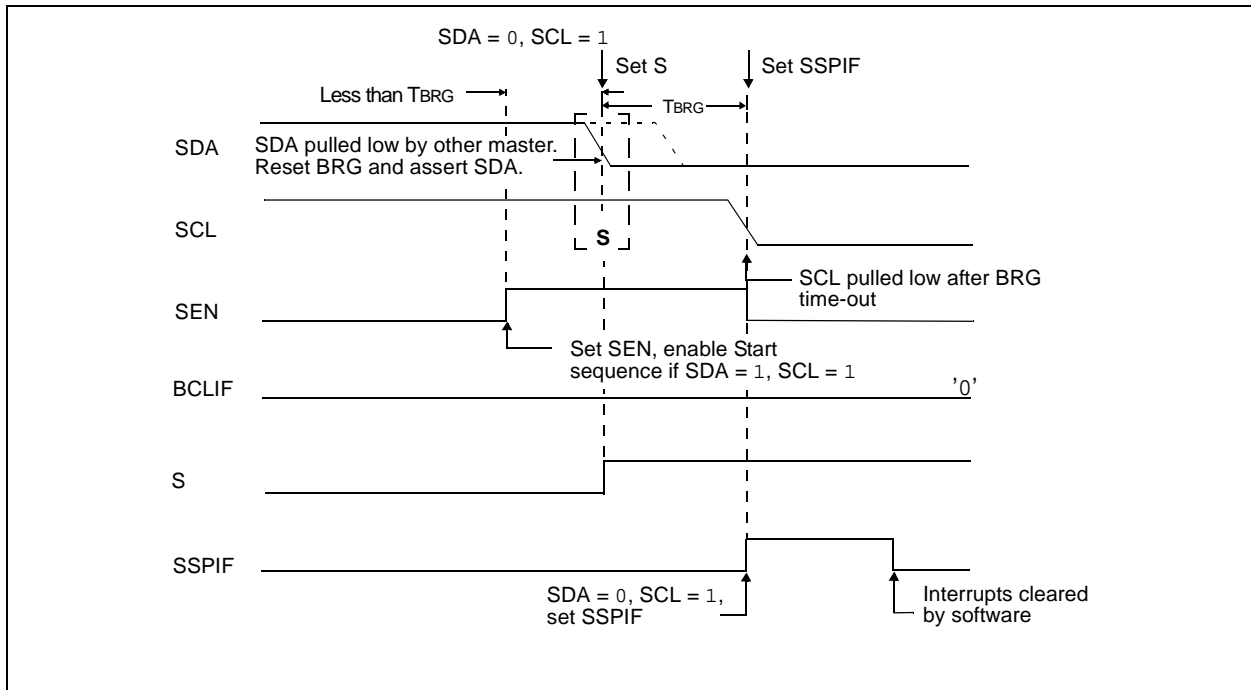 SDA = 0, SCL = 1
Set S
Set SSPIF
Less than TBRG
TBRG
SDA
SDA pulled low by other master.
Reset BRG and assert SDA.
SCL
S
SCL pulled low after BRG
time-out
SEN
Set SEN, enable Start
sequence if SDA = 1, SCL = 1
BCLIF
'0'
S
SSPIF
SDA = 0, SCL = 1,
set SSPIF
Interrupts cleared
by software